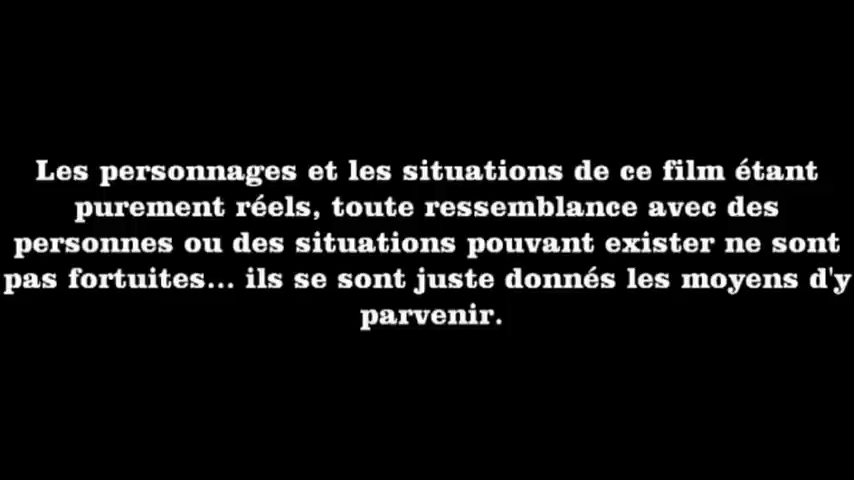 Les personnages et les situations de ce film étant
purement réels, toute ressemblance avec des
personnes ou des situations pouvant exister ne sont
pas fortuites... ils se sont juste donnés les moyens d'y
parvenir.